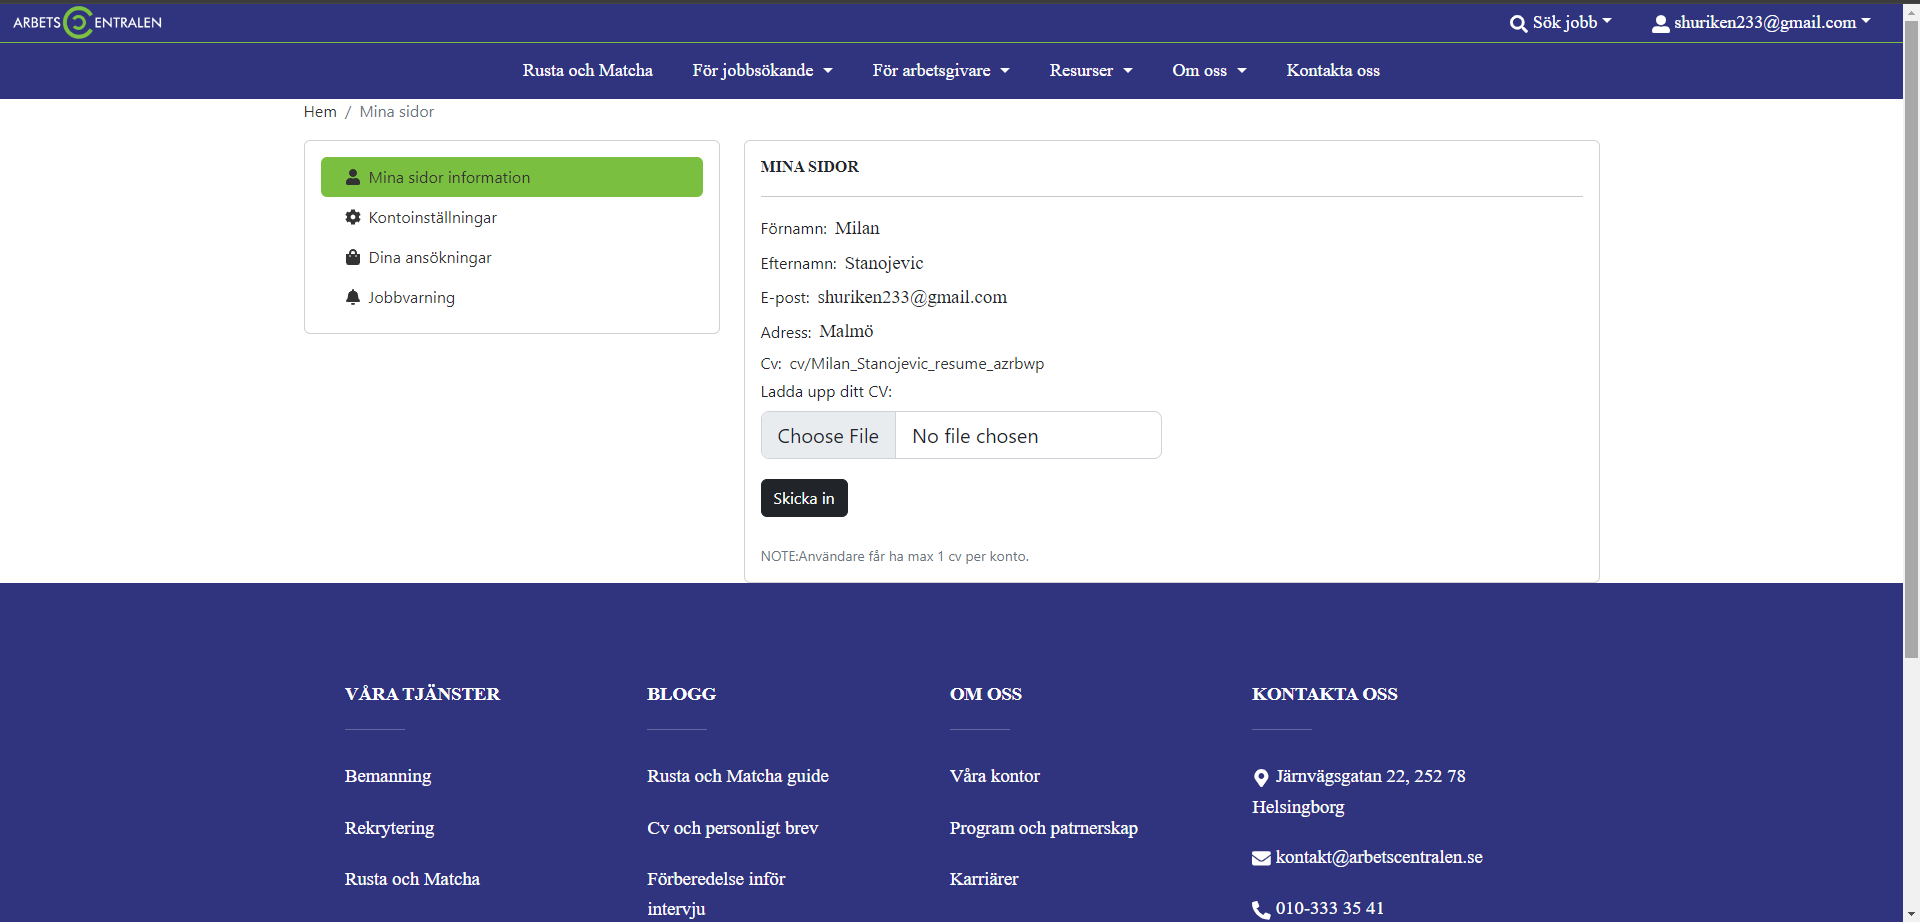 ARBETS CENTRALEN
Sök jobb
shuriken233@gmail.com
Rusta och Matcha
För jobbsökande
För arbetsgivare
Resurser
Om oss
Kontakta oss
Hem / Mina sidor
Mina sidor information
Kontoinställningar
Dina ansökningar
Jobbvarning
MINA SIDOR
Förnamn: Milan
Efternamn: Stanojevic
E-post: shuriken233@gmail.com
Adress: Malmö
Cv: cv/Milan_Stanojevic_resume_azrbwp
Ladda upp ditt CV:
Choose File No file chosen
Skicka in
NOTE:Användare får ha max 1 cv per konto.
VÅRA TJÄNSTER
Bemanning
Rekrytering
Rusta och Matcha
BLOGG
Rusta och Matcha guide
Cv och personligt brev
Förberedelse inför
intervju
OM OSS
Våra kontor
Program och patrnerskap
Karriärer
KONTAKTA OSS
Järnvägsgatan 22, 252 78
Helsingborg
kontakt@arbetscentralen.se
010-333 35 41